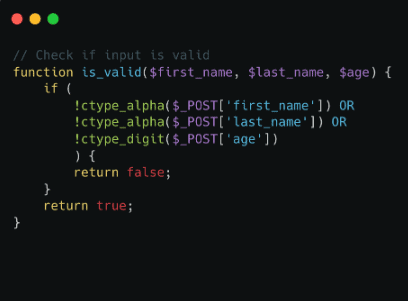 // Check if input is valid
function is_valid($first_name, $last_name, $age) {
    if (
        !ctype_alpha($_POST['first_name']) OR
        !ctype_alpha($_POST['last_name']) OR
        !ctype_digit($_POST['age'])
        ) {
        return false;
    }
    return true;
}